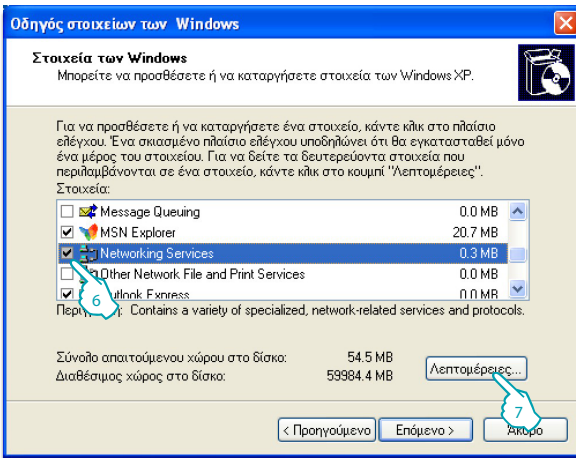 Οδηγός στοιχείων των Windows
Στοιχεία των Windows
Μπορείτε να προσθέσετε ή να καταργήσετε στοιχεία των Windows XP.
Για να προσθέσετε ή να καταργήσετε ένα στοιχείο, κάντε κλικ στο πλαίσιο
ελέγχου. Ένα σκιασμένο πλαίσιο ελέγχου υποδηλώνει ότι θα εγκατασταθεί μόνο
ένα μέρος του στοιχείου. Για να δείτε τα δευτερεύοντα στοιχεία που
περιλαμβάνονται σε ένα στοιχείο, κάντε κλικ στο κουμπί "Λεπτομέρειες".
Στοιχεία:
Message Queuing 0.0 MB
MSN Explorer 20.7 MB
Networking Services 0.3 MB
Other Network File and Print Services 0.0 MB
Outlook Express 0.0 MB
6
Περιγραφή: Contains a variety of specialized, network-related services and protocols.
Σύνολο απαιτούμενου χώρου στο δίσκο: 54.5 MB
Διαθέσιμος χώρος στο δίσκο: 59984.4 MB
Λεπτομέρειες...
7
< Προηγούμενο Επόμενο > Άκυρο